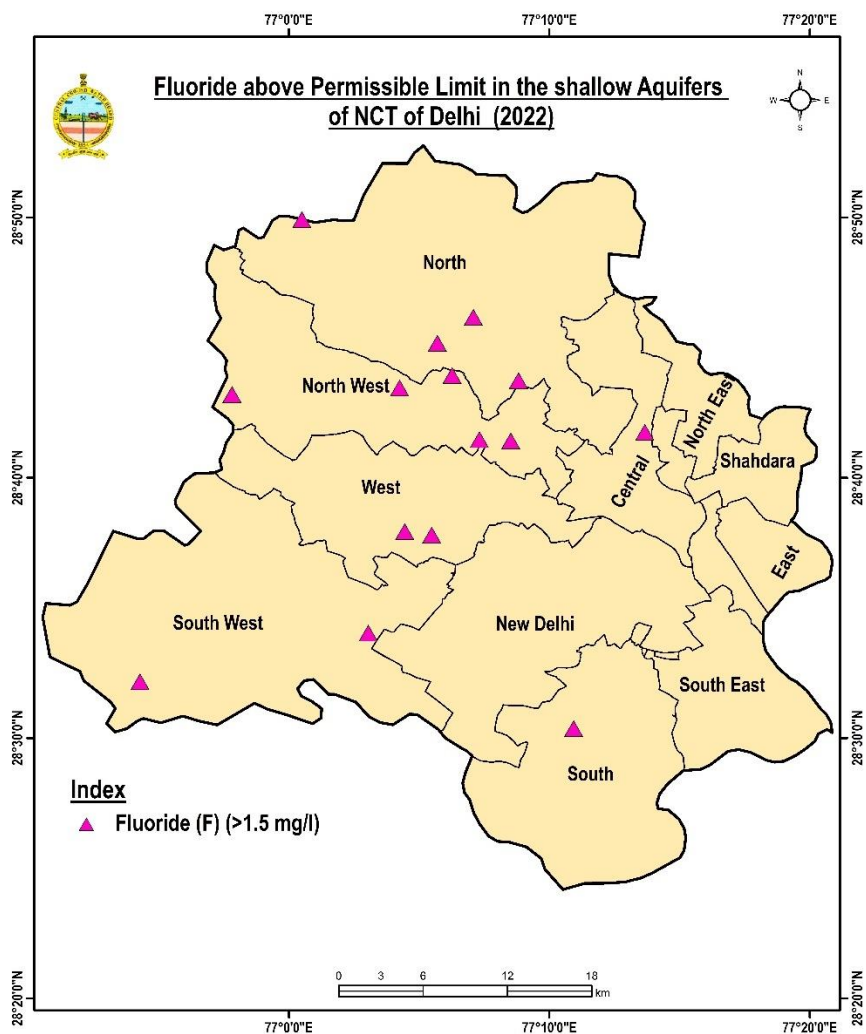 77°0'0"E 77°10'0"E 77°20'0"E
Fluoride above Permissible Limit in the shallow Aquifers
of NCT of Delhi (2022)
N
W E
S
28°50'0"N 28°50'0"N
North
North West
North East
28°40'0"N 28°40'0"N
Shahdara
West
Central
East
South West
New Delhi
South East
28°30'0"N 28°30'0"N
South
Index
Fluoride (F) (>1.5 mg/l)
0 3 6 12 18
km
28°20'0"N 28°20'0"N
77°0'0"E 77°10'0"E 77°20'0"E